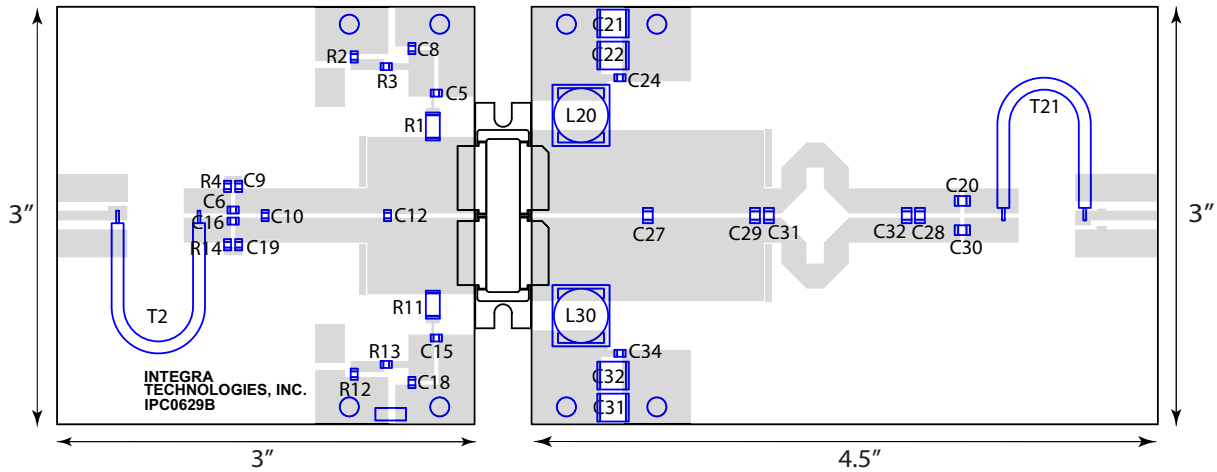 C21
C8
R2
C22
R3
C24
C5
T21
L20
R1
R4 C9
C20
C6
3”
C10
C12
3”
C16
C27
C29 C31
C32 C28
R14 C19
C30
R11
T2
L30
C15
R13
C34
INTEGRA
TECHNOLOGIES, INC.
IPC0629B
R12
C18
C32
C31
3”
4.5”